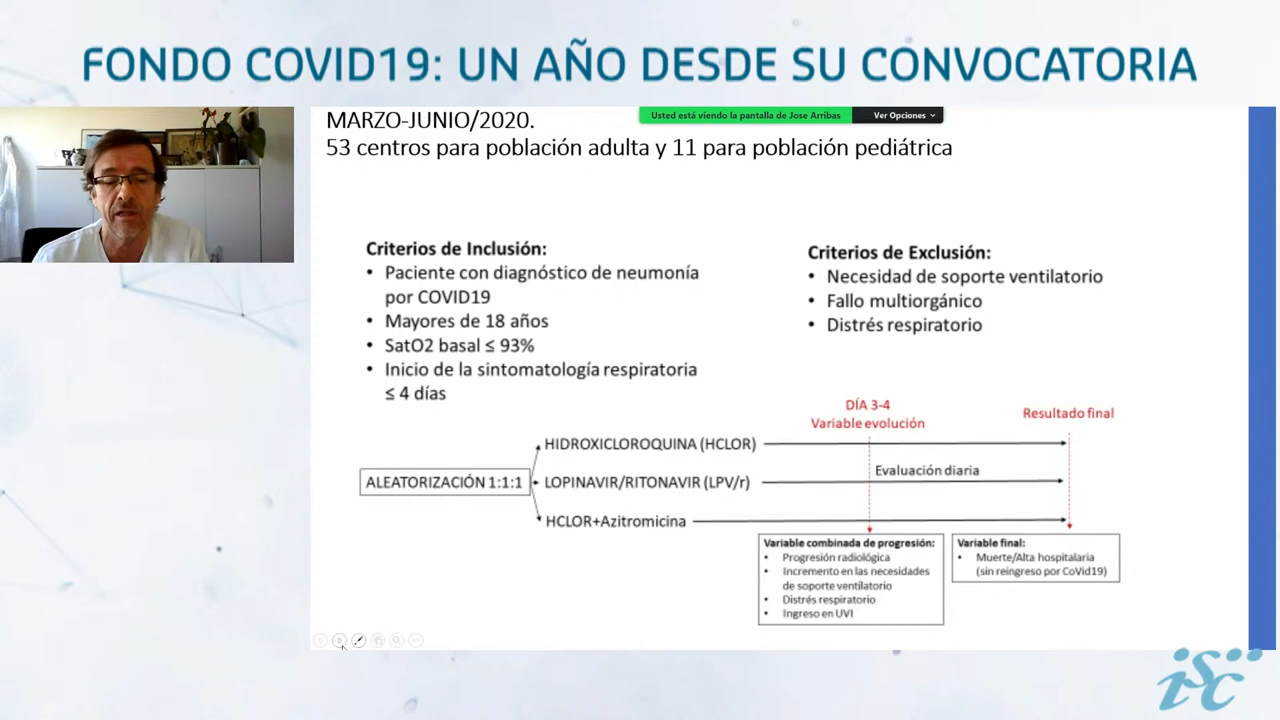 FONDO COVID19: UN AÑO DESDE SU CONVOCATORIA
Usted está viendo la pantalla de Jose Arribas
Ver Opciones
MARZO-JUNIO/2020.
53 centros para población adulta y 11 para población pediátrica
Criterios de Inclusión:
• Paciente con diagnóstico de neumonía
por COVID19
• Mayores de 18 años
• SatO2 basal ≤ 93%
• Inicio de la sintomatología respiratoria
≤ 4 días
Criterios de Exclusión:
• Necesidad de soporte ventilatorio
• Fallo multiorgánico
• Distrés respiratorio
DÍA 3-4
Variable evolución
Resultado final
HIDROXICLOROQUINA (HCLOR)
Evaluación diaria
ALEATORIZACIÓN 1:1:1
LOPINAVIR/RITONAVIR (LPV/r)
HCLOR+Azitromicina
Variable combinada de progresión:
• Progresión radiológica
• Incremento en las necesidades
de soporte ventilatorio
• Distrés respiratorio
• Ingreso en UVI
Variable final:
• Muerte/Alta hospitalaria
(sin reingreso por CoVid19)
isc